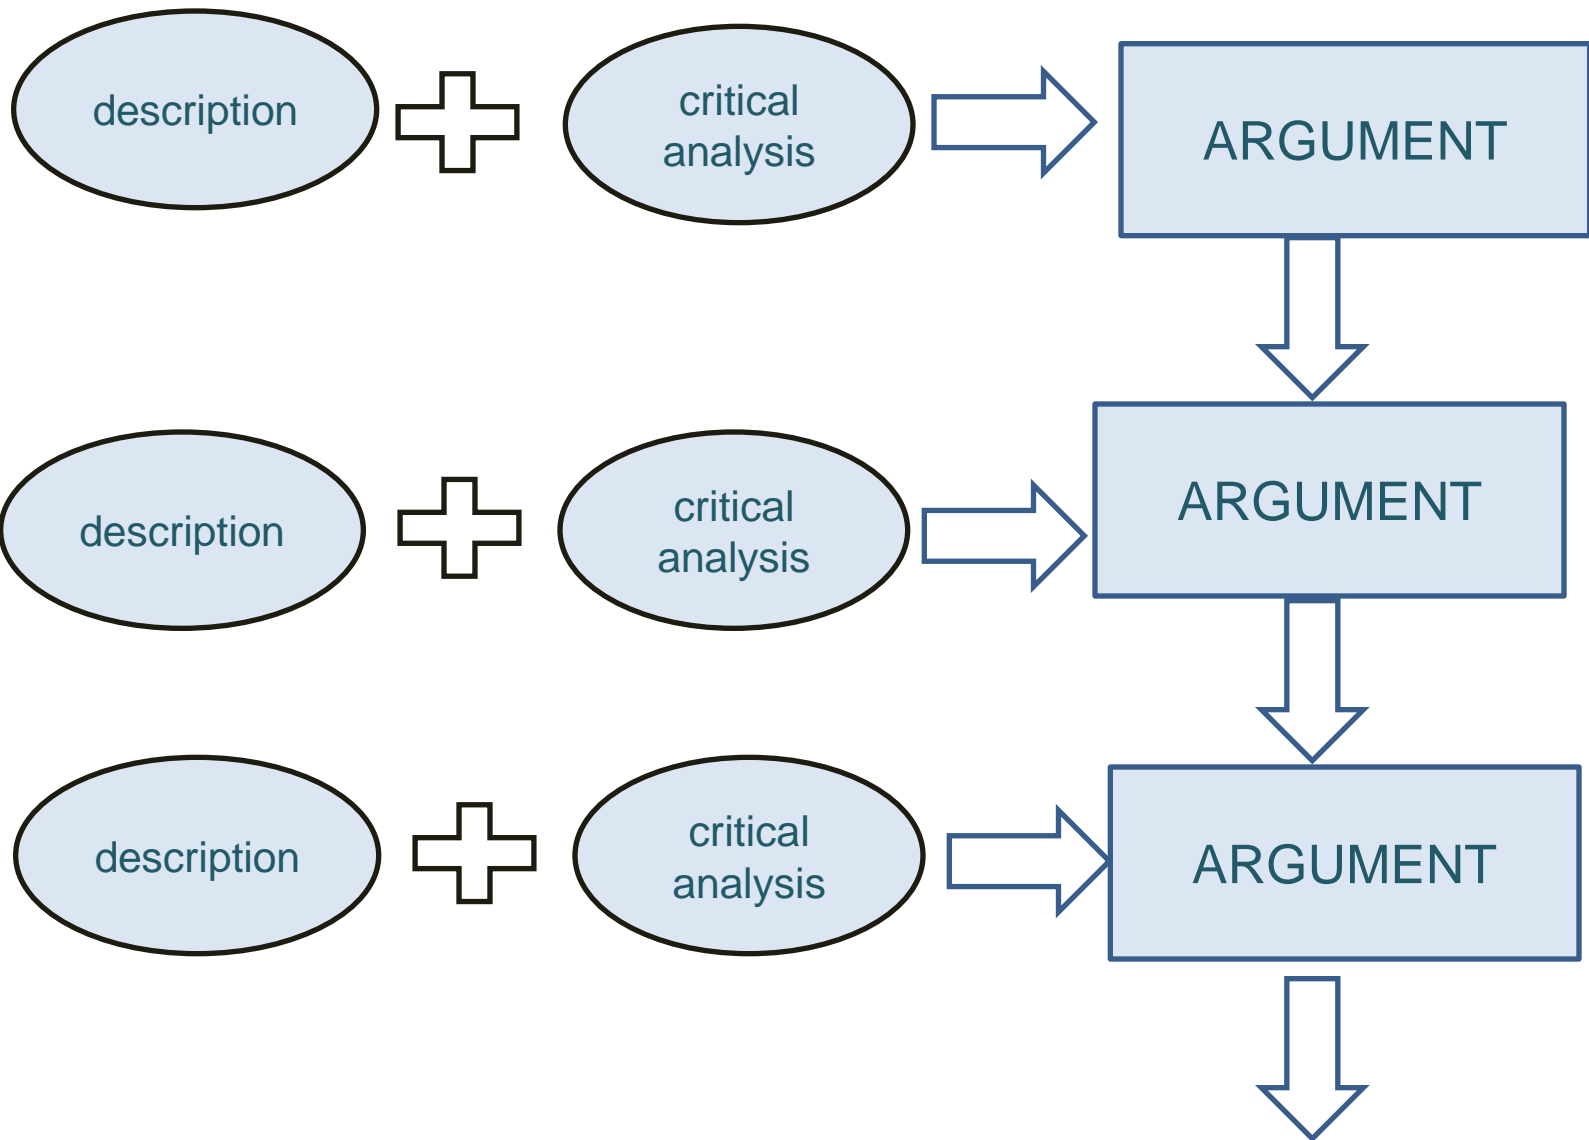 description
critical
analysis
ARGUMENT
description
critical
analysis
ARGUMENT
description
critical
analysis
ARGUMENT